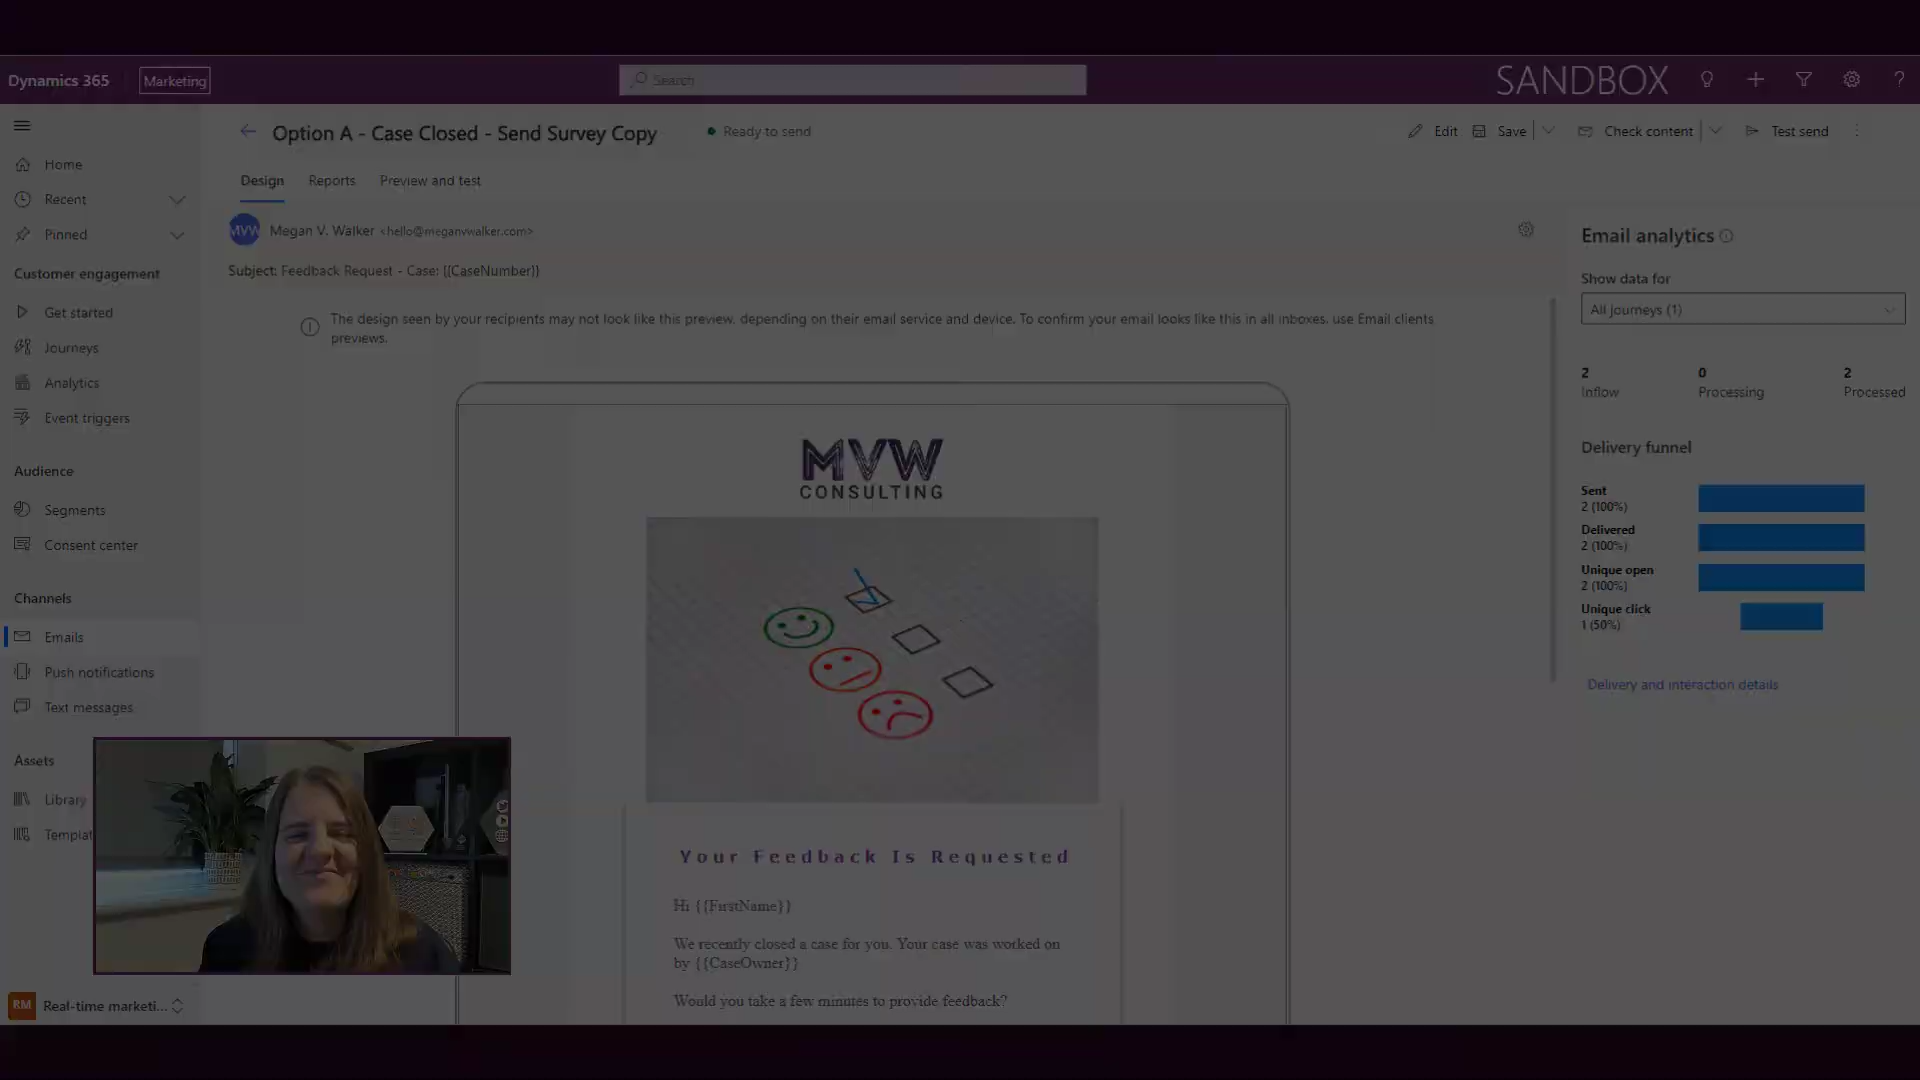 Dynamics 365
Marketing
Search
SANDBOX
?
Option A - Case Closed - Send Survey Copy
Ready to send
Edit
Save
Check content
Test send
Home
Recent
Pinned
Customer engagement
Get started
Journeys
Analytics
Event triggers
Audience
Segments
Consent center
Channels
Emails
Push notifications
Text messages
Assets
Library
Templat
RM
Real-time marketi...
Design
Reports
Preview and test
MVW
Megan V. Walker <hello@meganvwalker.com>
Subject: Feedback Request - Case: {{CaseNumber}}
The design seen by your recipients may not look like this preview, depending on their email service and device. To confirm your email looks like this in all inboxes, use Email clients
previews.
MVW
CONSULTING
Your Feedback Is Requested
Hi {{FirstName}}
We recently closed a case for you. Your case was worked on
by {{CaseOwner}}
Would you take a few minutes to provide feedback?
Email analytics
Show data for
All journeys (1)
2
Inflow
0
Processing
2
Processed
Delivery funnel
Sent
2 (100%)
Delivered
2 (100%)
Unique open
2 (100%)
Unique click
1 (50%)
Delivery and interaction details